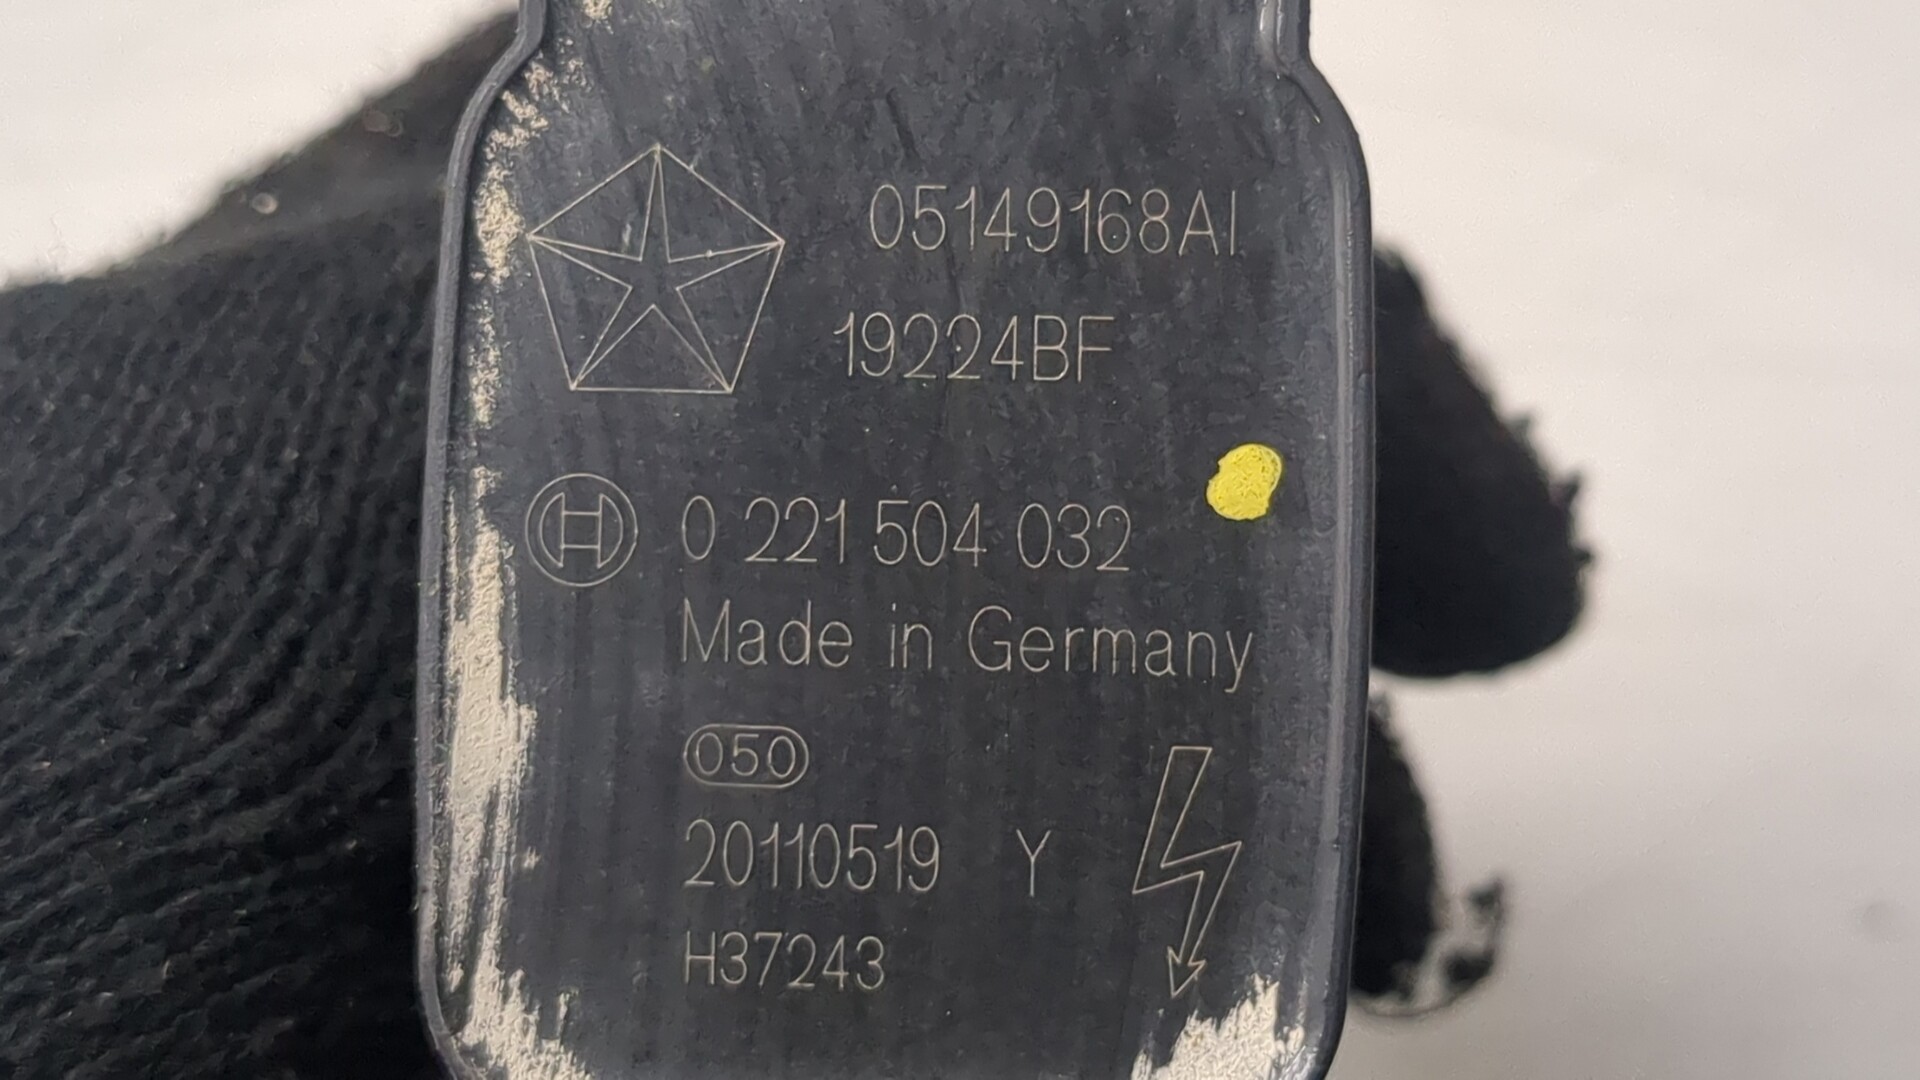 05149168AI
19224BF
0 221 504 032
Made in Germany
050
20110519 Y
H37243